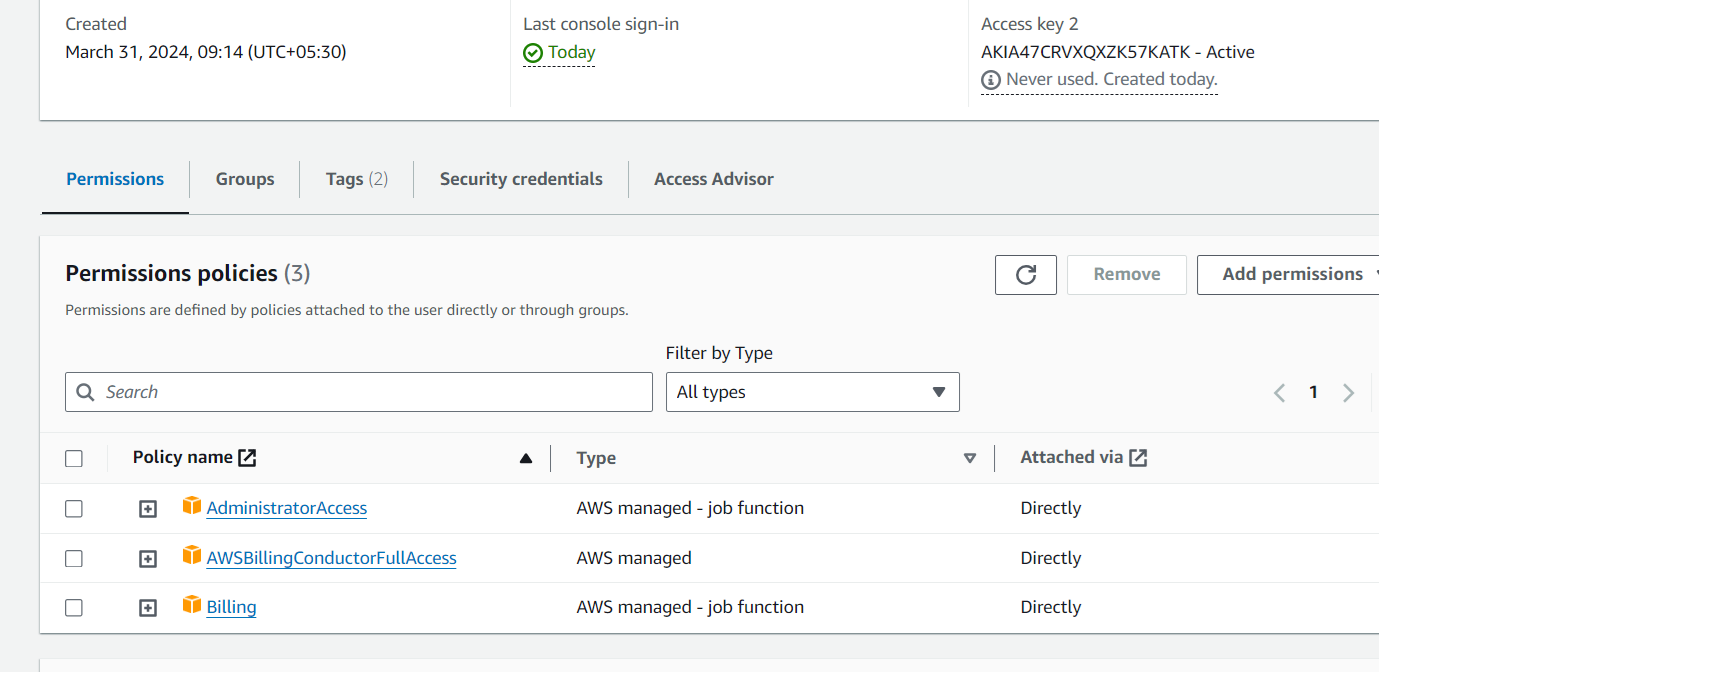 Created
March 31, 2024, 09:14 (UTC+05:30)
Last console sign-in
Today
Access key 2
AKIA47CRVXQXZK57KATK - Active
Never used. Created today.
Permissions
Groups
Tags (2)
Security credentials
Access Advisor
Permissions policies (3)
Remove
Add permissions
Permissions are defined by policies attached to the user directly or through groups.
Filter by Type
Search
All types
1
Policy name
Type
Attached via
AdministratorAccess
AWS managed - job function
Directly
AWSBillingConductorFullAccess
AWS managed
Directly
Billing
AWS managed - job function
Directly